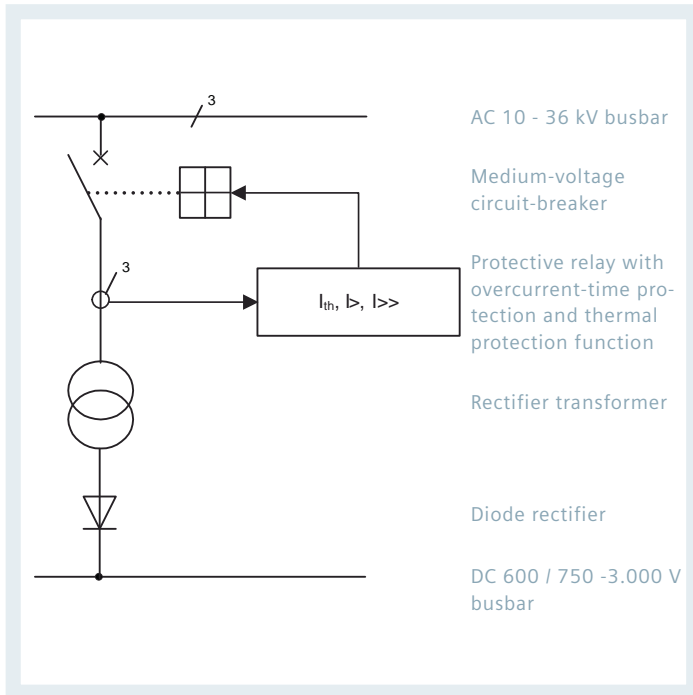 3
AC 10 - 36 kV busbar
Medium-voltage
circuit-breaker
3
Protective relay with
overcurrent-time pro-
tection and thermal
protection function
Ith, I>, I>>
Rectifier transformer
Diode rectifier
DC 600 / 750 -3.000 V
busbar